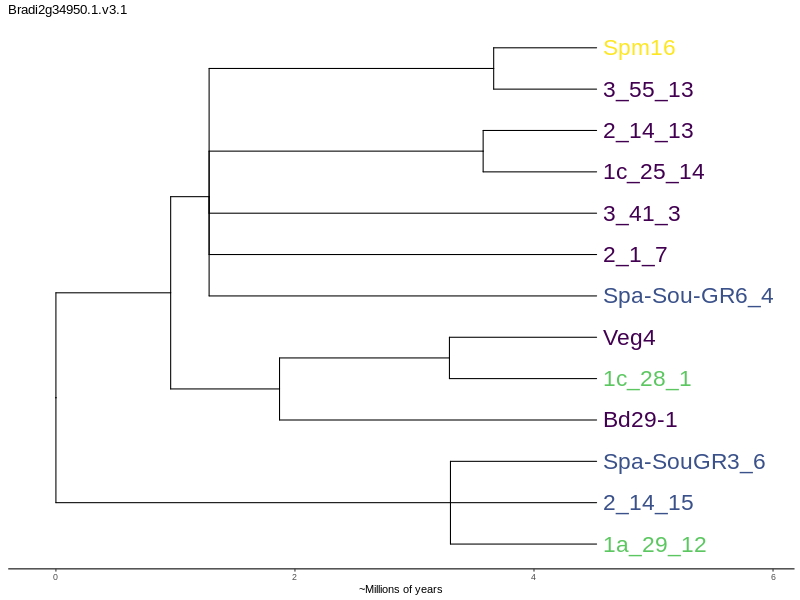 Bradi2g34950.1.v3.1
Spm16
3_55_13
2_14_13
1c_25_14
3_41_3
2_1_7
Spa-Sou-GR6_4
Veg4
1c_28_1
Bd29-1
Spa-SouGR3_6
2_14_15
1a_29_12
0 2 4 6
~Millions of years